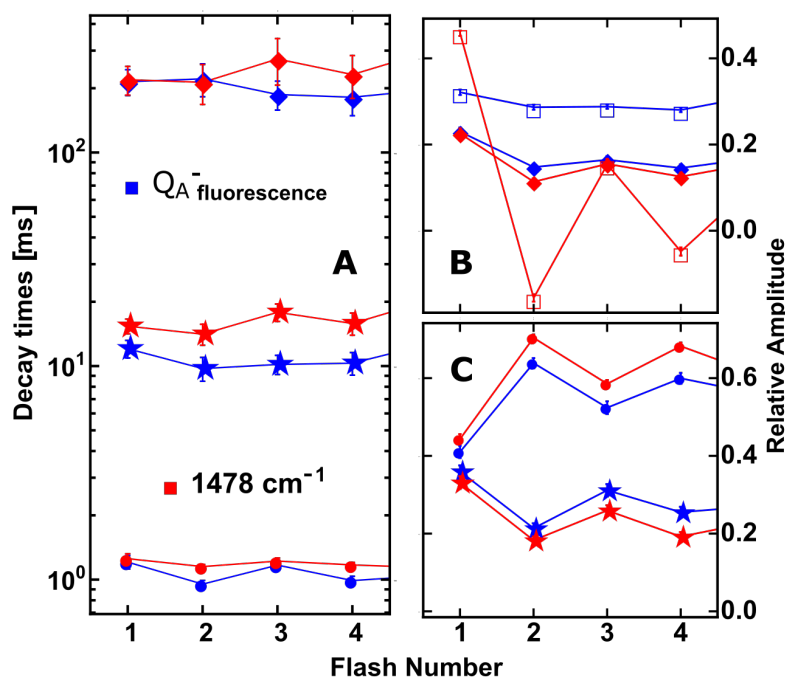 Decay times [ms]
10²
10¹
10⁰
Q_A⁻ fluorescence
A
1478 cm⁻¹
1 2 3 4
B
0.4
0.2
0.0
C
0.6
0.4
0.2
0.0
Relative Amplitude
1 2 3 4
Flash Number